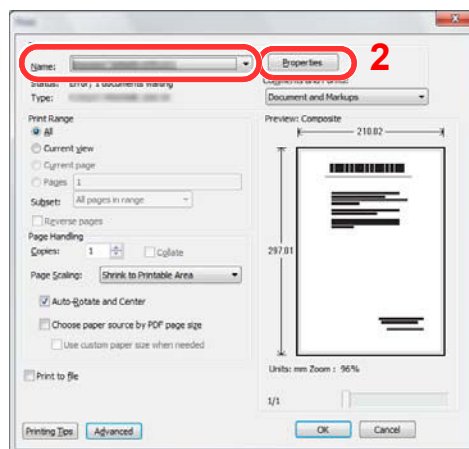 Print
Name:
Properties
2
Status: Error; 1 documents waiting
Comments and Forms:
Type:
Document and Markups
Print Range
All
Current view
Current page
Pages 1
Subset: All pages in range
Reverse pages
Preview: Composite
210.02
297.01
Page Handling
Copies: 1
Collate
Page Scaling: Shrink to Printable Area
Auto-Rotate and Center
Choose paper source by PDF page size
Use custom paper size when needed
Print to file
Units: mm Zoom : 96%
1/1
Printing Tips
Advanced
OK
Cancel